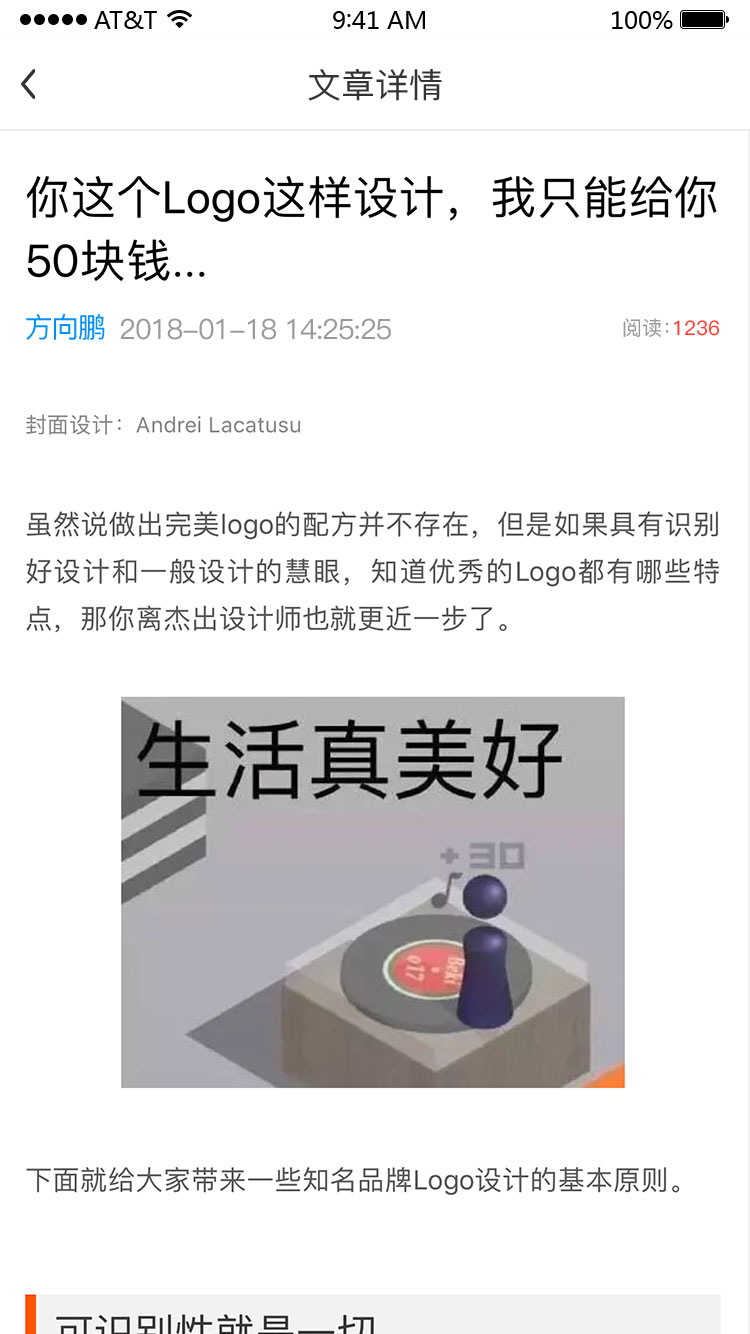 AT&T 9:41 AM 100%
文章详情
你这个Logo这样设计，我只能给你
50块钱...
方向鹏 2018-01-18 14:25:25 阅读:1236
封面设计：Andrei Lacatusu
虽然说做出完美logo的配方并不存在，但是如果具有识别
好设计和一般设计的慧眼，知道优秀的Logo都有哪些特
点，那你离杰出设计师也就更近一步了。
生活真美好
+30
Beki
017
下面就给大家带来一些知名品牌Logo设计的基本原则。
可识别性就是一切